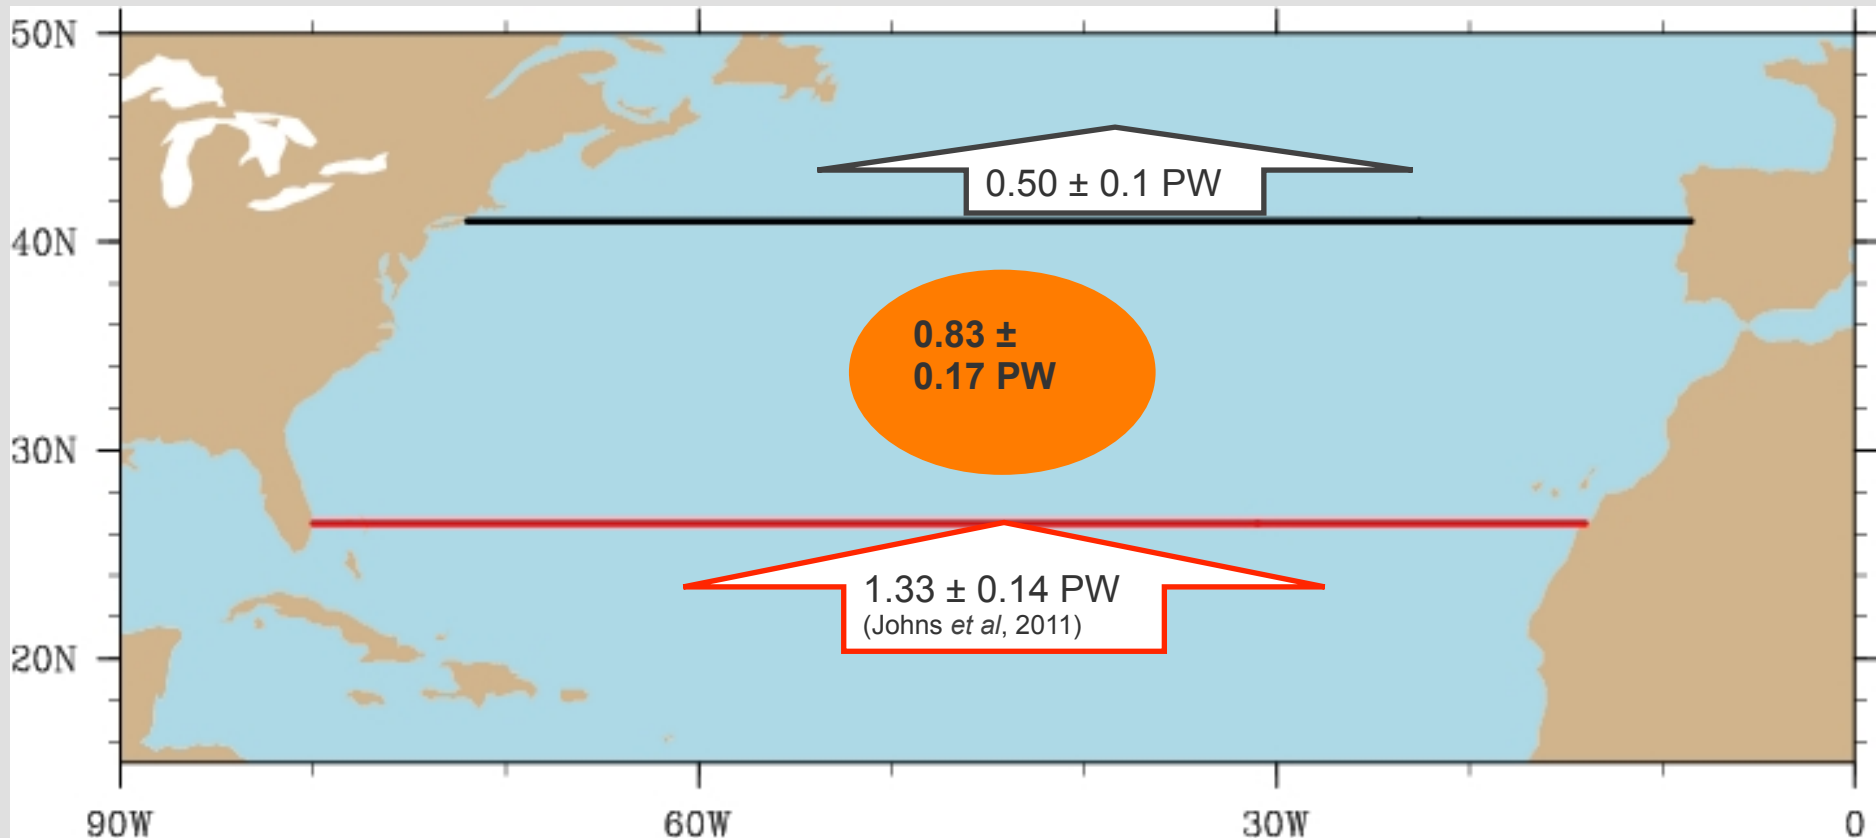 50N
0.50 ± 0.1 PW
40N
0.83 ±
0.17 PW
30N
1.33 ± 0.14 PW
(Johns et al, 2011)
20N
90W 60W 30W 0